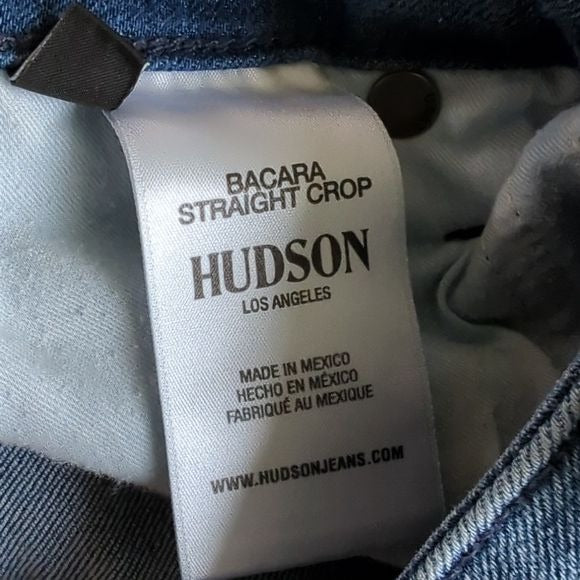 BACARA
STRAIGHT CROP
HUDSON
LOS ANGELES
MADE IN MEXICO
HECHO EN MÉXICO
FABRIQUÉ AU MEXIQUE
WWW.HUDSONJEANS.COM